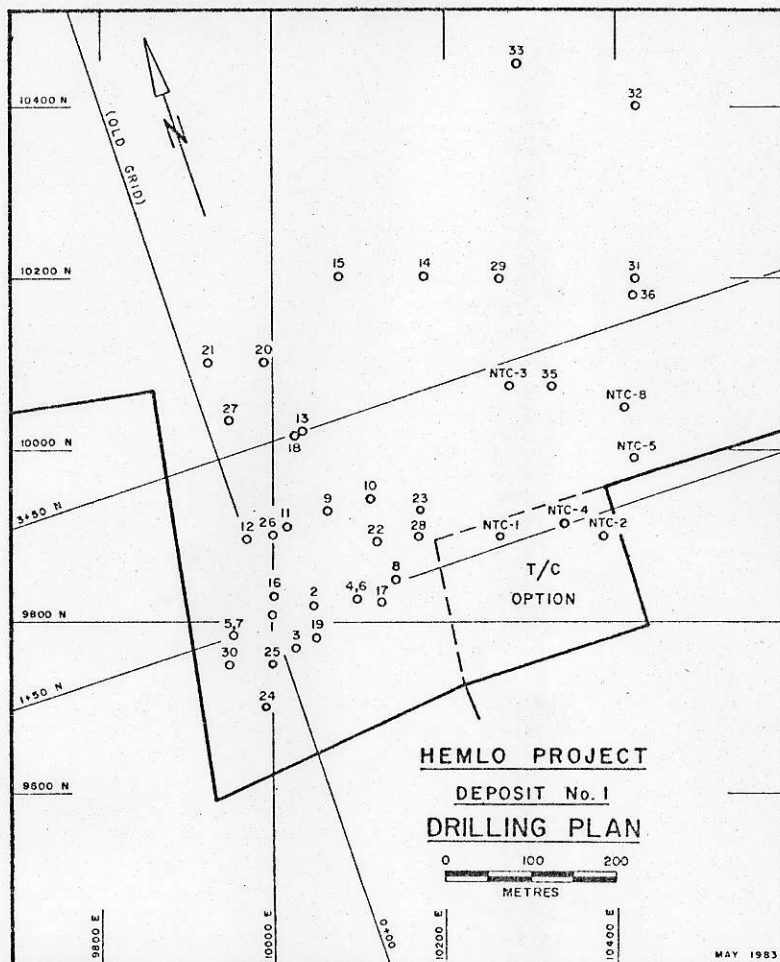 33
32
10400 N
(OLD GRID)
N
15
14
29
31
10200 N
36
21
20
NTC-3
35
NTC-8
27
13
18
10000 N
NTC-5
3+50 N
10
9
23
11
26
12
22
28
NTC-1
NTC-4
NTC-2
8
T/C
OPTION
16
2
4,6
17
9800 N
5,7
19
3
30
25
1+50 N
24
HEMLO PROJECT
DEPOSIT No. 1
DRILLING PLAN
9600 N
0 100 200
METRES
9800 E
10000 E
0+00
10200 E
10400 E
MAY 1983